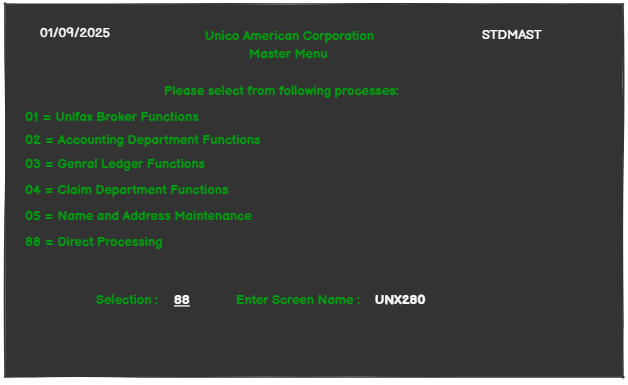 01/09/2025 Unico American Corporation STDMAST
Master Menu
Please select from following processes:
01 = Unifax Broker Functions
02 = Accounting Department Functions
03 = Genral Ledger Functions
04 = Claim Department Functions
05 = Name and Address Maintenance
88 = Direct Processing
Selection : 88 Enter Screen Name : UNX280